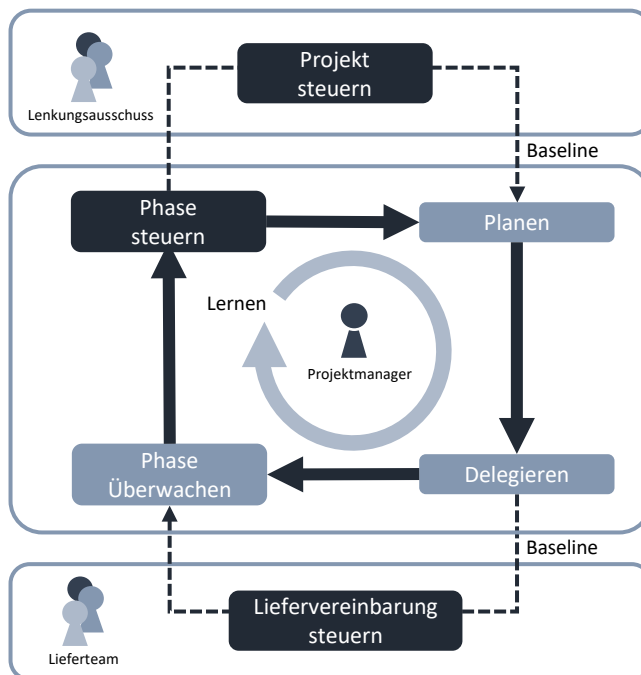 Projekt
steuern
Lenkungsausschuss
Baseline
Phase
steuern
Planen
Lernen
Projektmanager
Phase
Überwachen
Delegieren
Baseline
Liefervereinbarung
steuern
Lieferteam